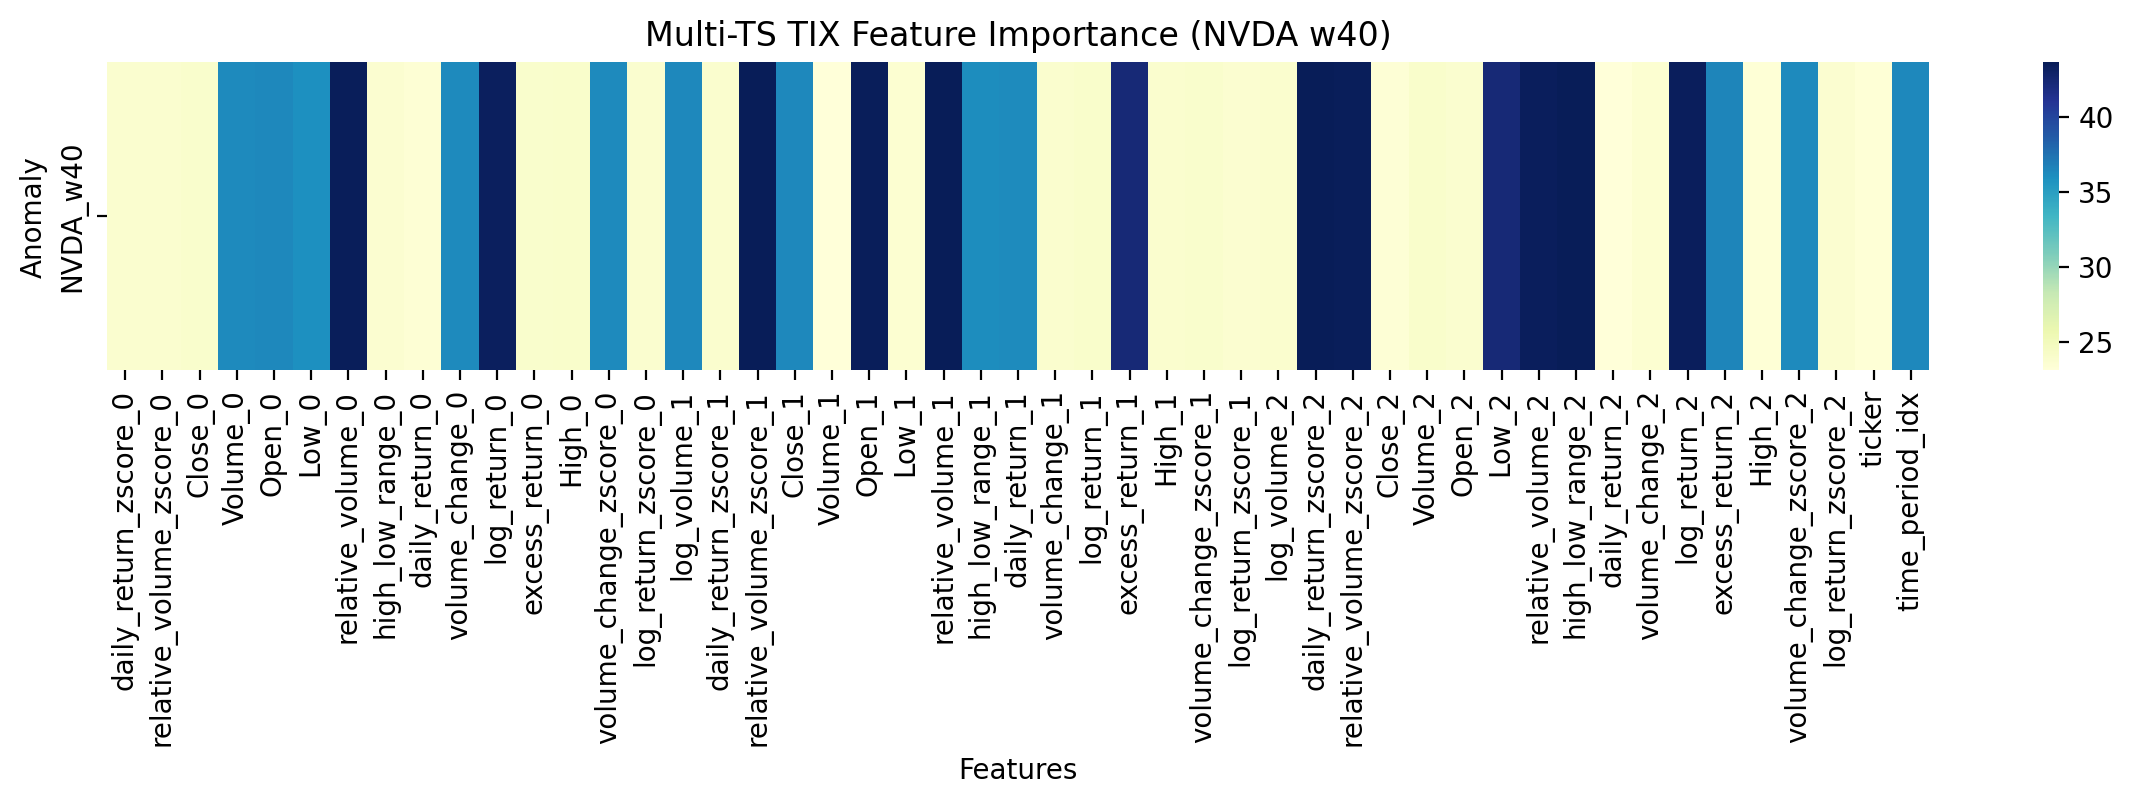 Multi-TS TIX Feature Importance (NVDA w40)
Anomaly
NVDA_w40
40
35
30
25
daily_return_zscore_0
relative_volume_zscore_0
Close_0
Volume_0
Open_0
Low_0
relative_volume_0
high_low_range_0
daily_return_0
volume_change_0
log_return_0
excess_return_0
High_0
volume_change_zscore_0
log_return_zscore_0
log_volume_1
daily_return_zscore_1
relative_volume_zscore_1
Close_1
Volume_1
Open_1
Low_1
relative_volume_1
high_low_range_1
daily_return_1
volume_change_1
log_return_1
excess_return_1
High_1
volume_change_zscore_1
log_return_zscore_1
log_volume_2
daily_return_zscore_2
relative_volume_zscore_2
Close_2
Volume_2
Open_2
Low_2
relative_volume_2
high_low_range_2
daily_return_2
volume_change_2
log_return_2
excess_return_2
High_2
volume_change_zscore_2
log_return_zscore_2
ticker
time_period_idx
Features